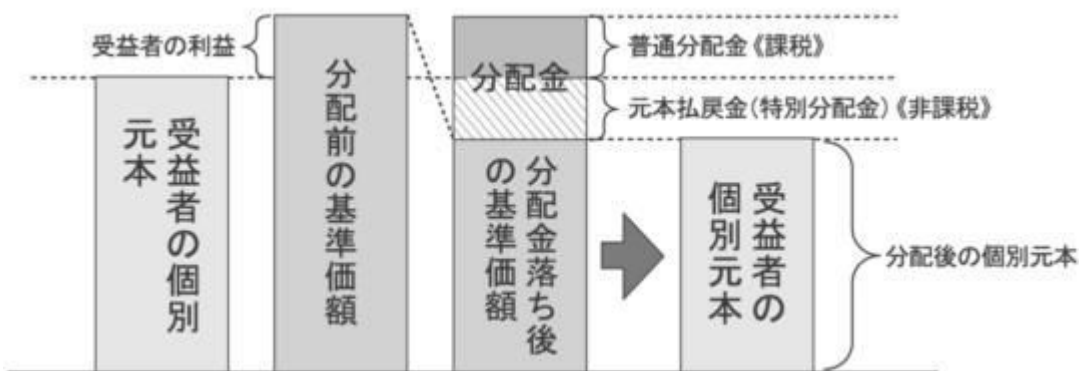 受益者の利益
受益者の個別
元本
分配前の基準価額
分配金
分配金落ち後
の基準価額
普通分配金《課税》
元本払戻金(特別分配金)《非課税》
受益者の
個別元本
分配後の個別元本